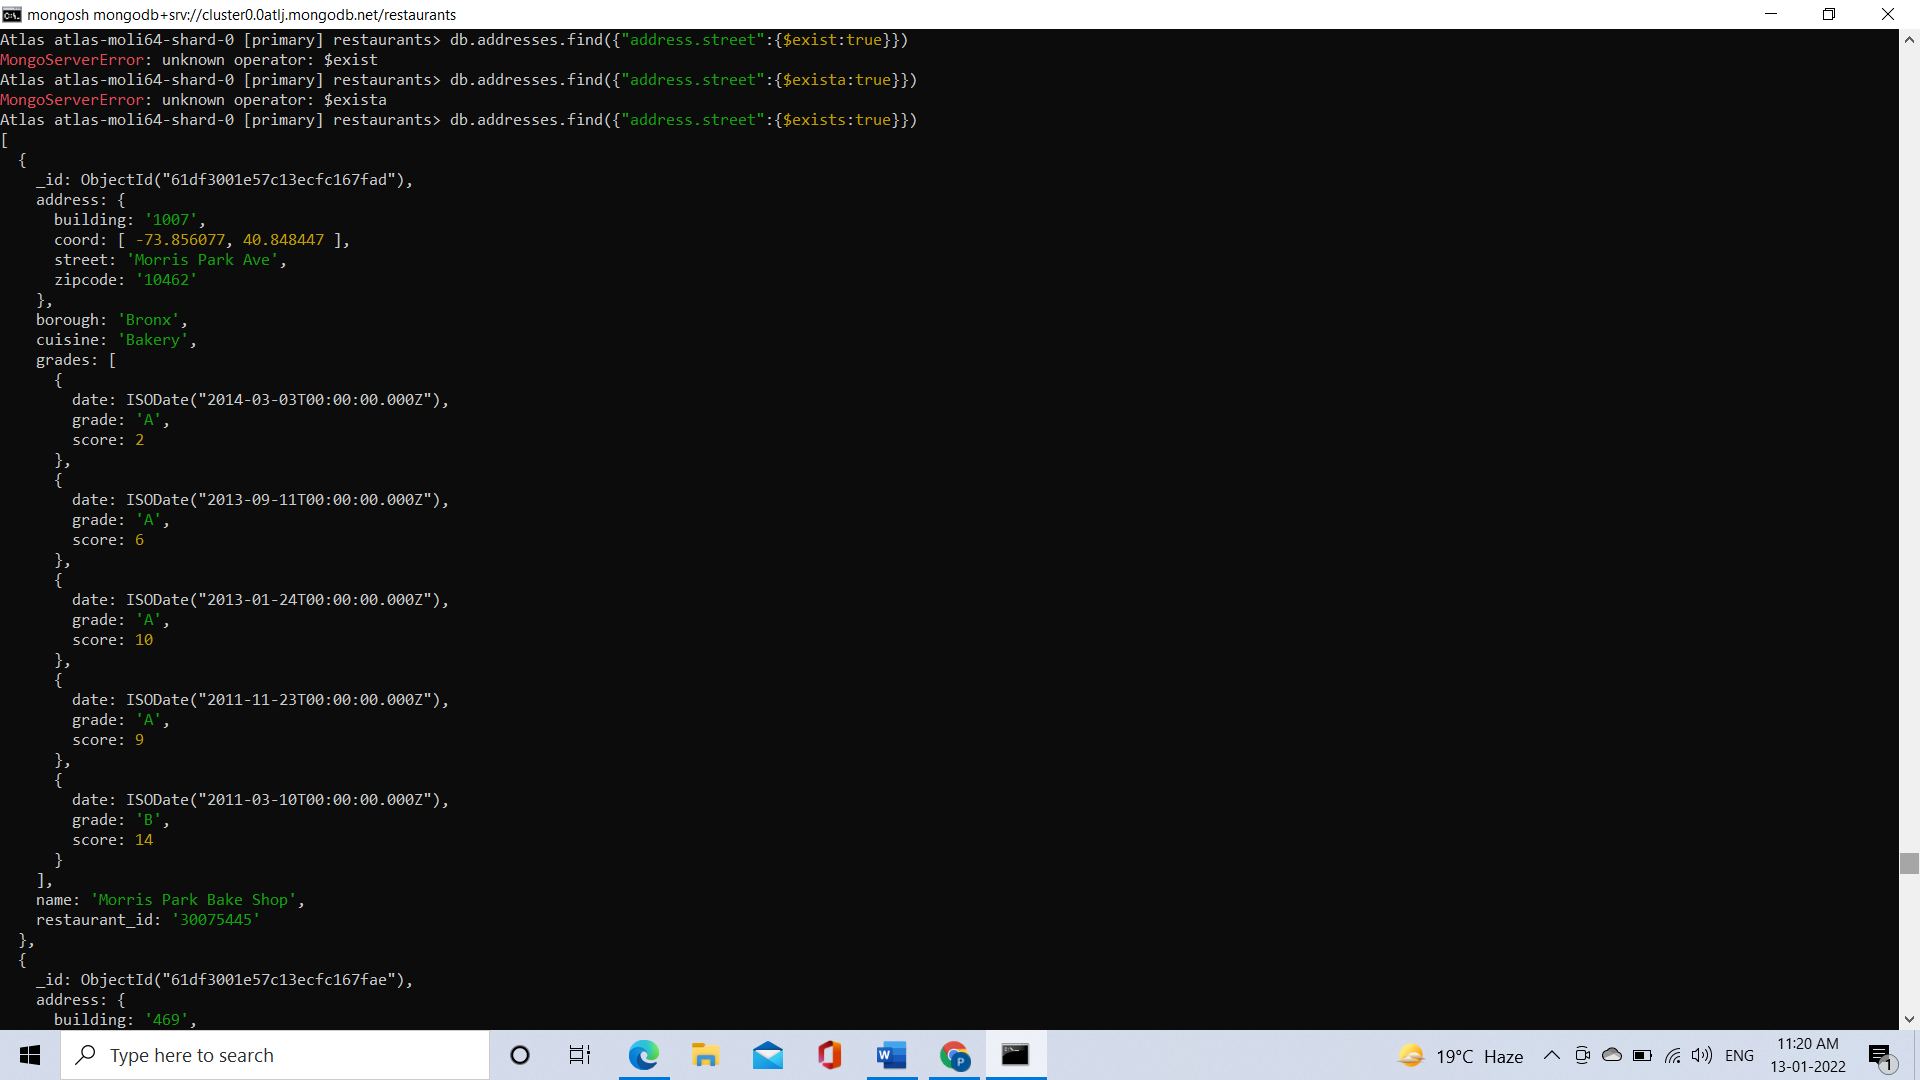 mongosh mongodb+srv://cluster0.0atlj.mongodb.net/restaurants
Atlas atlas-moli64-shard-0 [primary] restaurants> db.addresses.find({"address.street":{$exist:true}})
MongoServerError: unknown operator: $exist
Atlas atlas-moli64-shard-0 [primary] restaurants> db.addresses.find({"address.street":{$exista:true}})
MongoServerError: unknown operator: $exista
Atlas atlas-moli64-shard-0 [primary] restaurants> db.addresses.find({"address.street":{$exists:true}})
[
  {
    _id: ObjectId("61df3001e57c13ecfc167fad"),
    address: {
      building: '1007',
      coord: [ -73.856077, 40.848447 ],
      street: 'Morris Park Ave',
      zipcode: '10462'
    },
    borough: 'Bronx',
    cuisine: 'Bakery',
    grades: [
      {
        date: ISODate("2014-03-03T00:00:00.000Z"),
        grade: 'A',
        score: 2
      },
      {
        date: ISODate("2013-09-11T00:00:00.000Z"),
        grade: 'A',
        score: 6
      },
      {
        date: ISODate("2013-01-24T00:00:00.000Z"),
        grade: 'A',
        score: 10
      },
      {
        date: ISODate("2011-11-23T00:00:00.000Z"),
        grade: 'A',
        score: 9
      },
      {
        date: ISODate("2011-03-10T00:00:00.000Z"),
        grade: 'B',
        score: 14
      }
    ],
    name: 'Morris Park Bake Shop',
    restaurant_id: '30075445'
  },
  {
    _id: ObjectId("61df3001e57c13ecfc167fae"),
    address: {
      building: '469',
Type here to search
19°C Haze
ENG
11:20 AM
13-01-2022
1